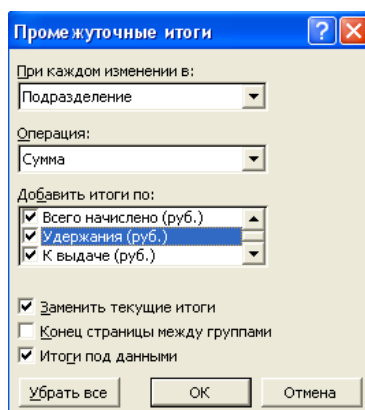 Промежуточные итоги
При каждом изменении в:
Подразделение
Операция:
Сумма
Добавить итоги по:
Всего начислено (руб.)
Удержания (руб.)
К выдаче (руб.)
Заменить текущие итоги
Конец страницы между группами
Итоги под данными
Убрать все ОК Отмена